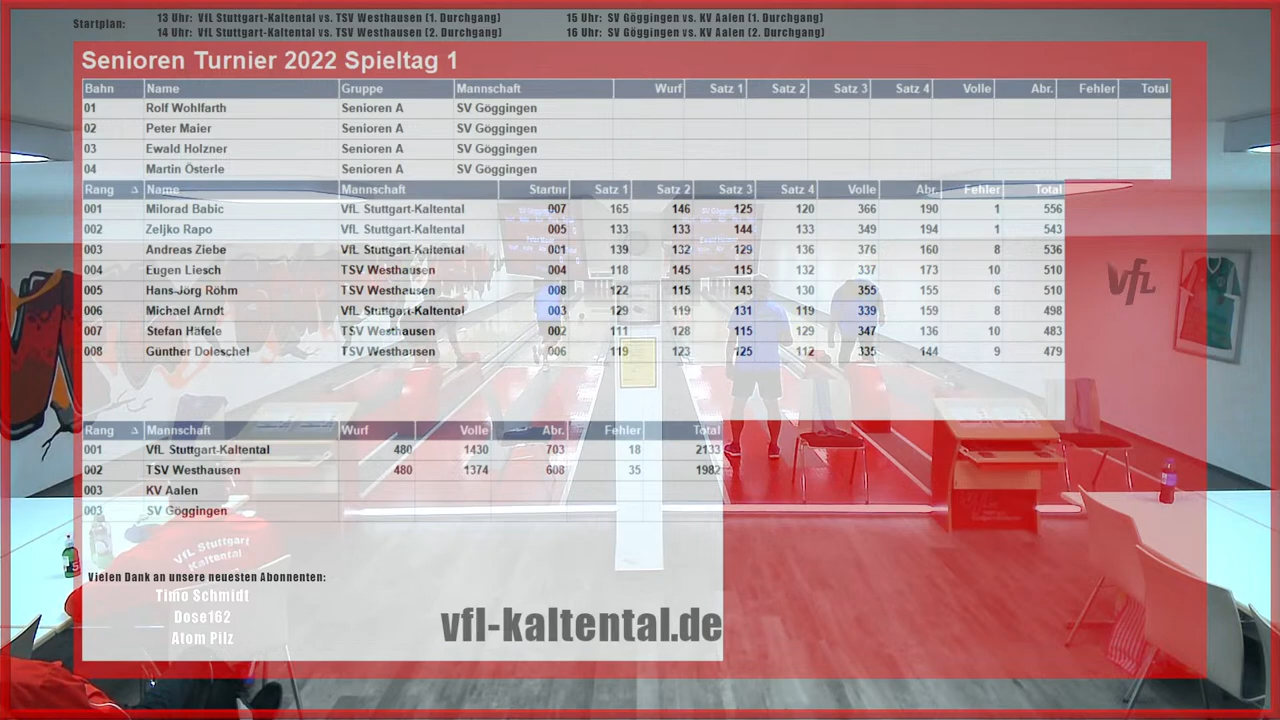 Startplan:
13 Uhr: VfL Stuttgart-Kaltental vs. TSV Westhausen (1. Durchgang)
15 Uhr: SV Göggingen vs. KV Aalen (1. Durchgang)
14 Uhr: VfL Stuttgart-Kaltental vs. TSV Westhausen (2. Durchgang)
16 Uhr: SV Göggingen vs. KV Aalen (2. Durchgang)
Senioren Turnier 2022 Spieltag 1
Bahn Name Gruppe Mannschaft Wurf Satz 1 Satz 2 Satz 3 Satz 4 Volle Abr. Fehler Total
01 Rolf Wohlfarth Senioren A SV Göggingen
02 Peter Maier Senioren A SV Göggingen
03 Ewald Holzner Senioren A SV Göggingen
04 Martin Österle Senioren A SV Göggingen
Rang Name Mannschaft Startnr Satz 1 Satz 2 Satz 3 Satz 4 Volle Abr. Fehler Total
001 Milorad Babic VfL Stuttgart-Kaltental 007 165 146 125 120 366 190 1 556
002 Zeljko Rapo VfL Stuttgart-Kaltental 005 133 133 144 133 349 194 1 543
003 Andreas Ziebe VfL Stuttgart-Kaltental 001 139 132 129 136 376 160 8 536
004 Eugen Liesch TSV Westhausen 004 118 145 115 132 337 173 10 510
005 Hans-Jörg Röhm TSV Westhausen 008 122 115 143 130 355 155 6 510
006 Michael Arndt VfL Stuttgart-Kaltental 003 129 119 131 119 339 159 8 498
007 Stefan Häfele TSV Westhausen 002 111 128 115 129 347 136 10 483
008 Günther Doleschel TSV Westhausen 006 119 123 125 112 335 144 9 479
VfL
Rang Mannschaft Wurf Volle Abr. Fehler Total
001 VfL Stuttgart-Kaltental 480 1430 703 18 2133
002 TSV Westhausen 480 1374 608 35 1982
003 KV Aalen
003 SV Göggingen
VfL Stuttgart
Kaltental
Vielen Dank an unsere neuesten Abonnenten:
Timo Schmidt
Dose162
Atom Pilz
vfl-kaltental.de